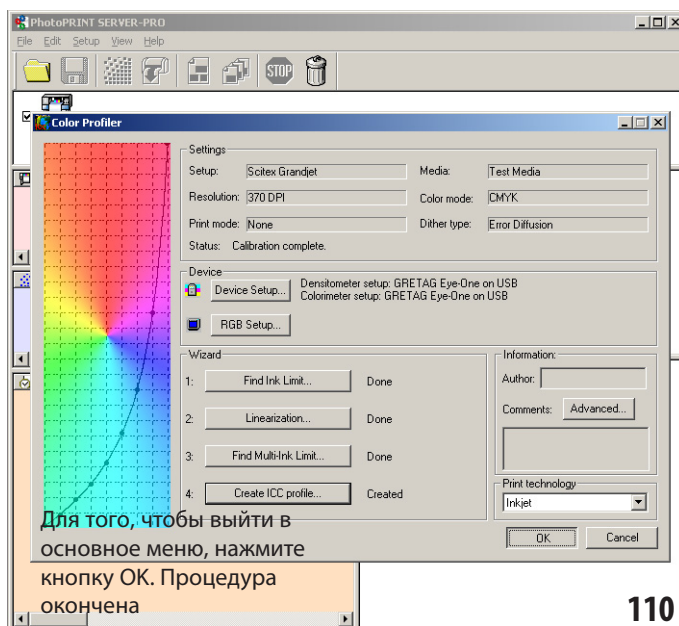 PhotoPRINT SERVER-PRO
File Edit Setup View Help
STOP
Color Profiler
Settings
Setup: Scitex Grandjet Media: Test Media
Resolution: 370 DPI Color mode: CMYK
Print mode: None Dither type: Error Diffusion
Status: Calibration complete.
Device
Device Setup... Densitometer setup: GRETAG Eye-One on USB
Colorimeter setup: GRETAG Eye-One on USB
RGB Setup...
Wizard
1: Find Ink Limit... Done
2: Linearization... Done
3: Find Multi-Ink Limit... Done
4: Create ICC profile... Created
Information:
Author:
Comments: Advanced...
Print technology
Inkjet
OK Cancel
Для того, чтобы выйти в
основное меню, нажмите
кнопку ОК. Процедура
окончена
110